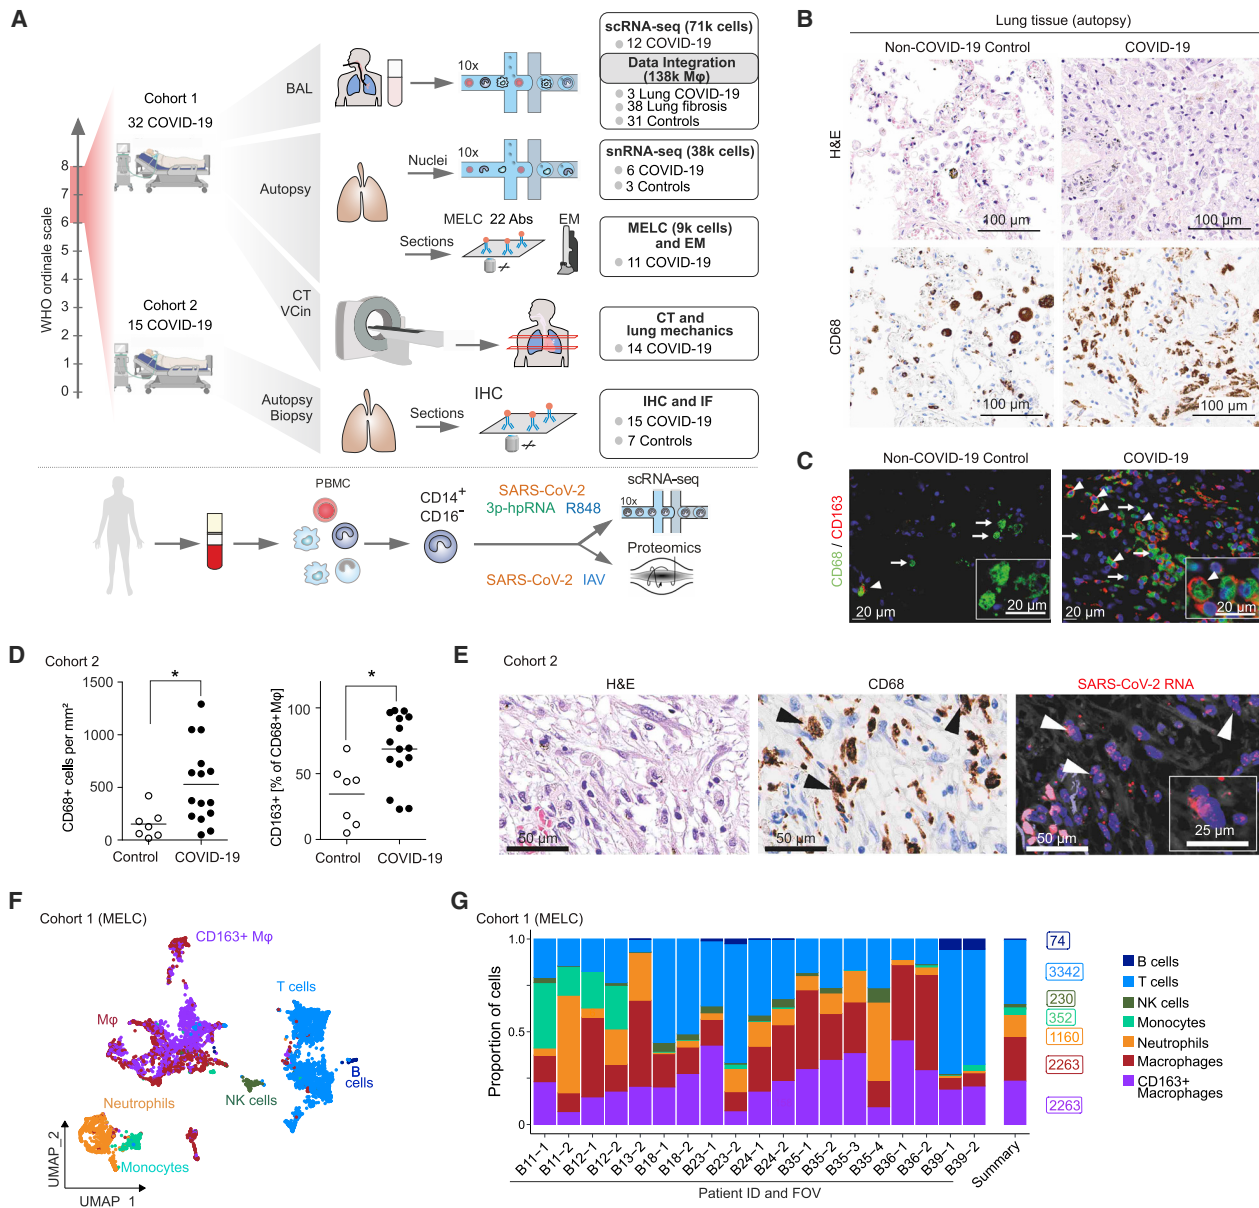 A
WHO ordinale scale
8
7
6
5
4
3
2
1
0
Cohort 1
32 COVID-19
Cohort 2
15 COVID-19
BAL
Autopsy
CT
VCin
Autopsy
Biopsy
10x
Nuclei
10x
MELC 22 Abs
EM
Sections
IHC
Sections
scRNA-seq (71k cells)
12 COVID-19
Data Integration
(138k Mφ)
3 Lung COVID-19
38 Lung fibrosis
31 Controls
snRNA-seq (38k cells)
6 COVID-19
3 Controls
MELC (9k cells)
and EM
11 COVID-19
CT and
lung mechanics
14 COVID-19
IHC and IF
15 COVID-19
7 Controls
PBMC
CD14+
CD16-
SARS-CoV-2
3p-hpRNA R848
SARS-CoV-2 IAV
scRNA-seq
10x
Proteomics
B
Lung tissue (autopsy)
Non-COVID-19 Control
COVID-19
H&E
100 µm
100 µm
CD68
100 µm
100 µm
C
Non-COVID-19 Control
COVID-19
CD68 / CD163
20 µm
20 µm
20 µm
20 µm
D
Cohort 2
CD68+ cells per mm²
1500
1000
500
0
*
Control
COVID-19
CD163+ [% of CD68+Mφ]
100
50
0
*
Control
COVID-19
E
Cohort 2
H&E
CD68
SARS-CoV-2 RNA
50 µm
50 µm
50 µm
25 µm
F
Cohort 1 (MELC)
CD163+ Mφ
Mφ
T cells
B
cells
NK cells
Neutrophils
Monocytes
UMAP_2
UMAP_1
G
Cohort 1 (MELC)
Proportion of cells
1.0
0.5
0
B11-1
B11-2
B12-1
B12-2
B13-2
B18-1
B18-2
B23-1
B23-2
B24-1
B24-2
B35-1
B35-2
B35-3
B35-4
B36-1
B36-2
B39-1
B39-2
Summary
Patient ID and FOV
74
3342
230
352
1160
2263
2263
B cells
T cells
NK cells
Monocytes
Neutrophils
Macrophages
CD163+
Macrophages